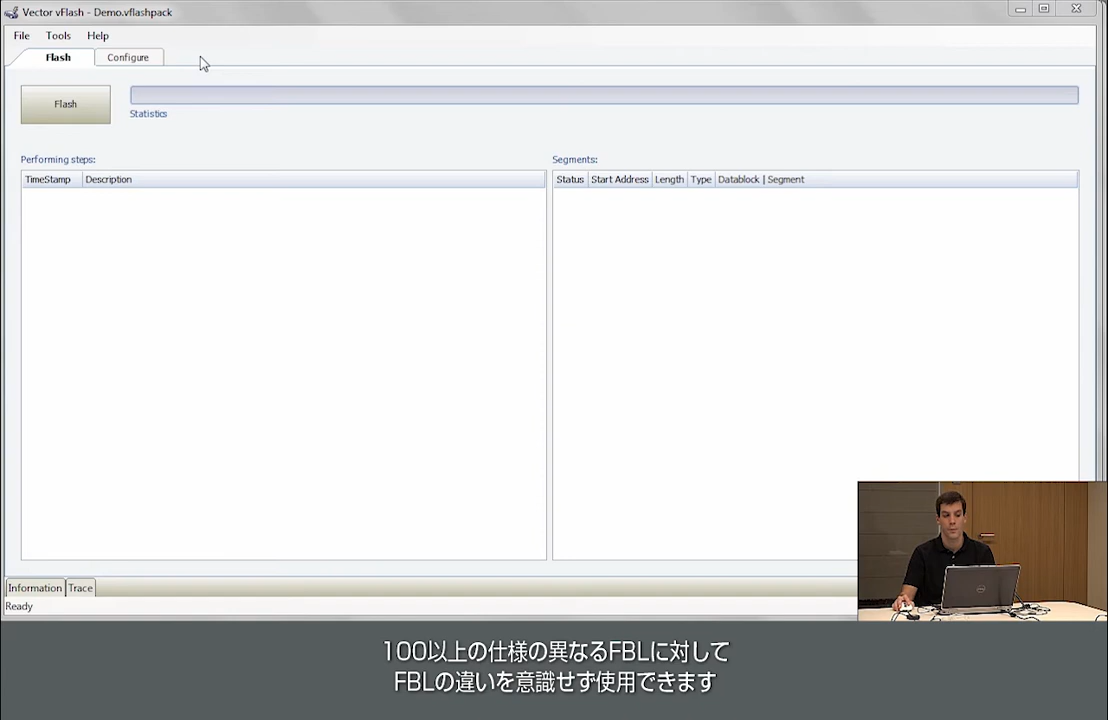 Vector vFlash - Demo.vflashpack
File Tools Help
Flash Configure
Flash
Statistics
Performing steps: Segments:
TimeStamp Description Status Start Address Length Type Datablock | Segment
Information Trace
Ready
100以上の仕様の異なるFBLに対して
FBLの違いを意識せず使用できます